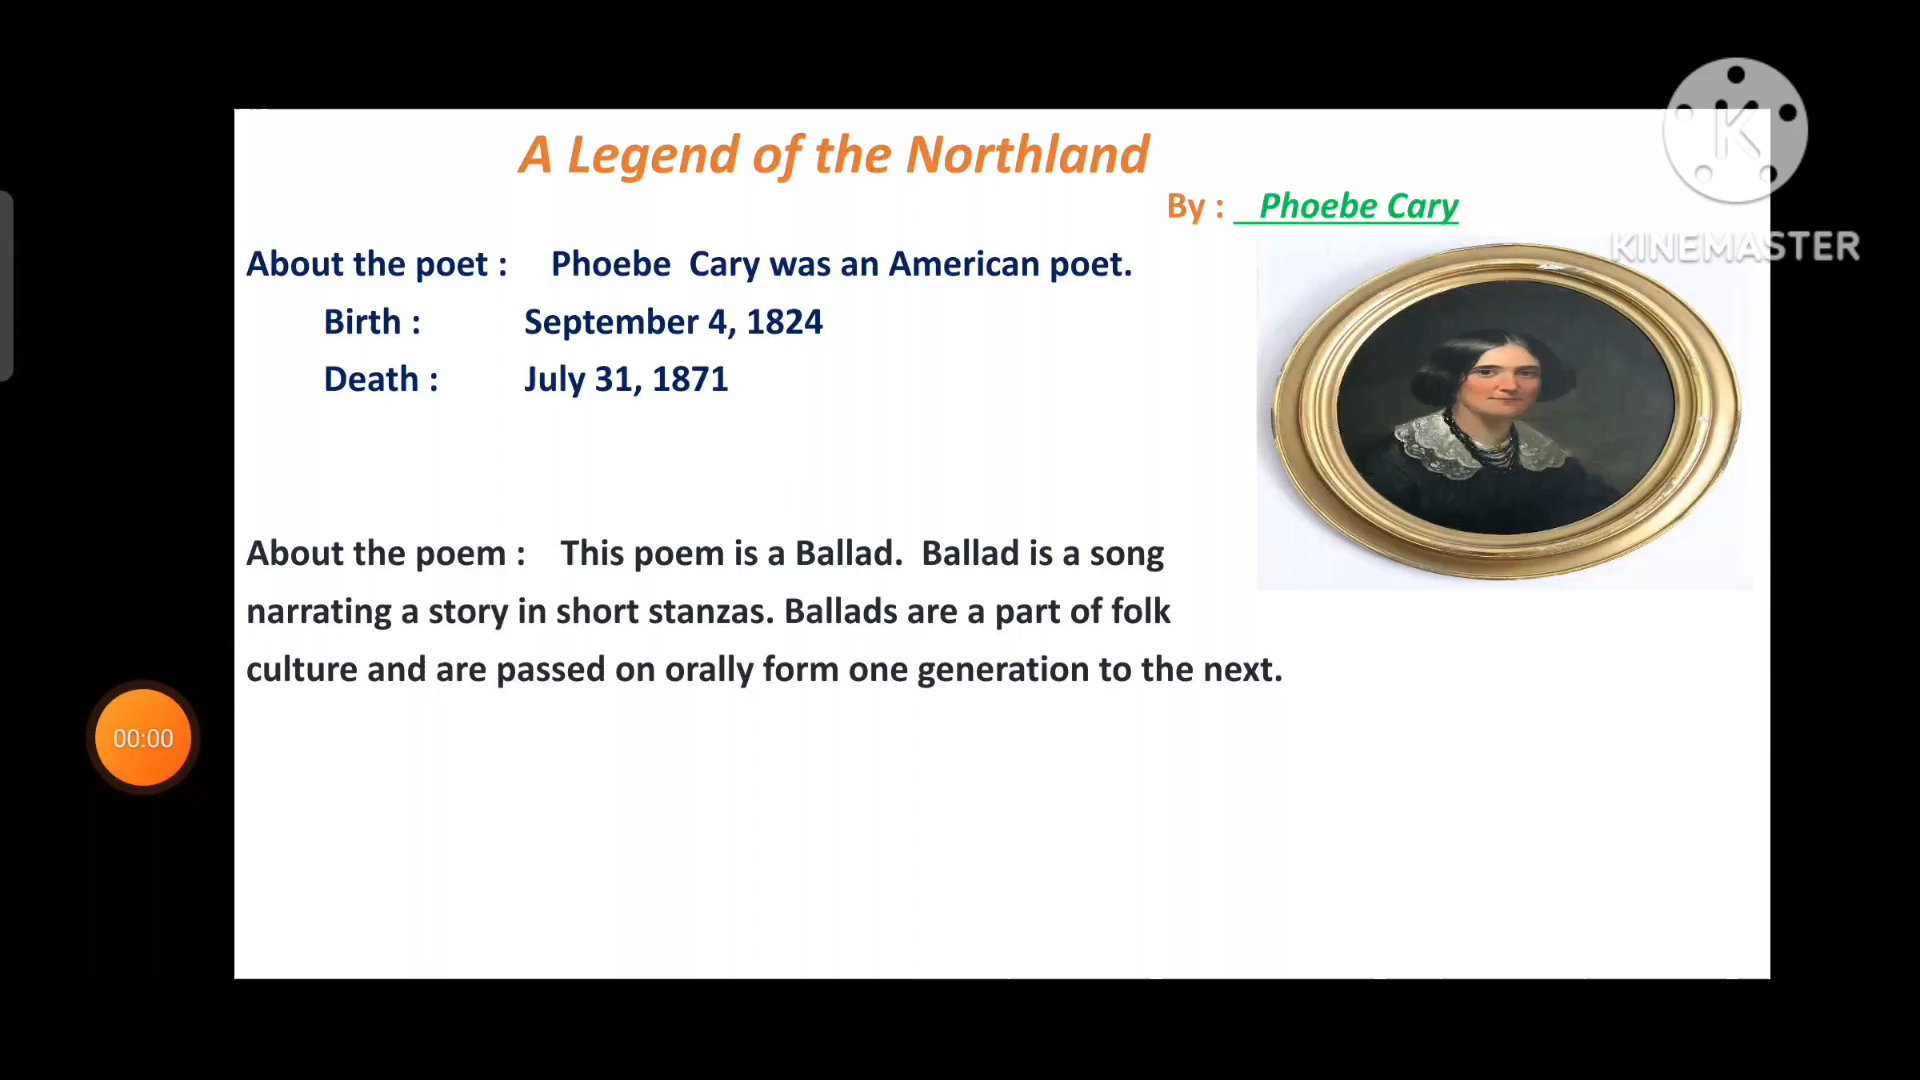 A Legend of the Northland
By : Phoebe Cary
KINEMASTER
About the poet : Phoebe Cary was an American poet.
Birth : September 4, 1824
Death : July 31, 1871
About the poem : This poem is a Ballad. Ballad is a song
narrating a story in short stanzas. Ballads are a part of folk
culture and are passed on orally form one generation to the next.
00:00